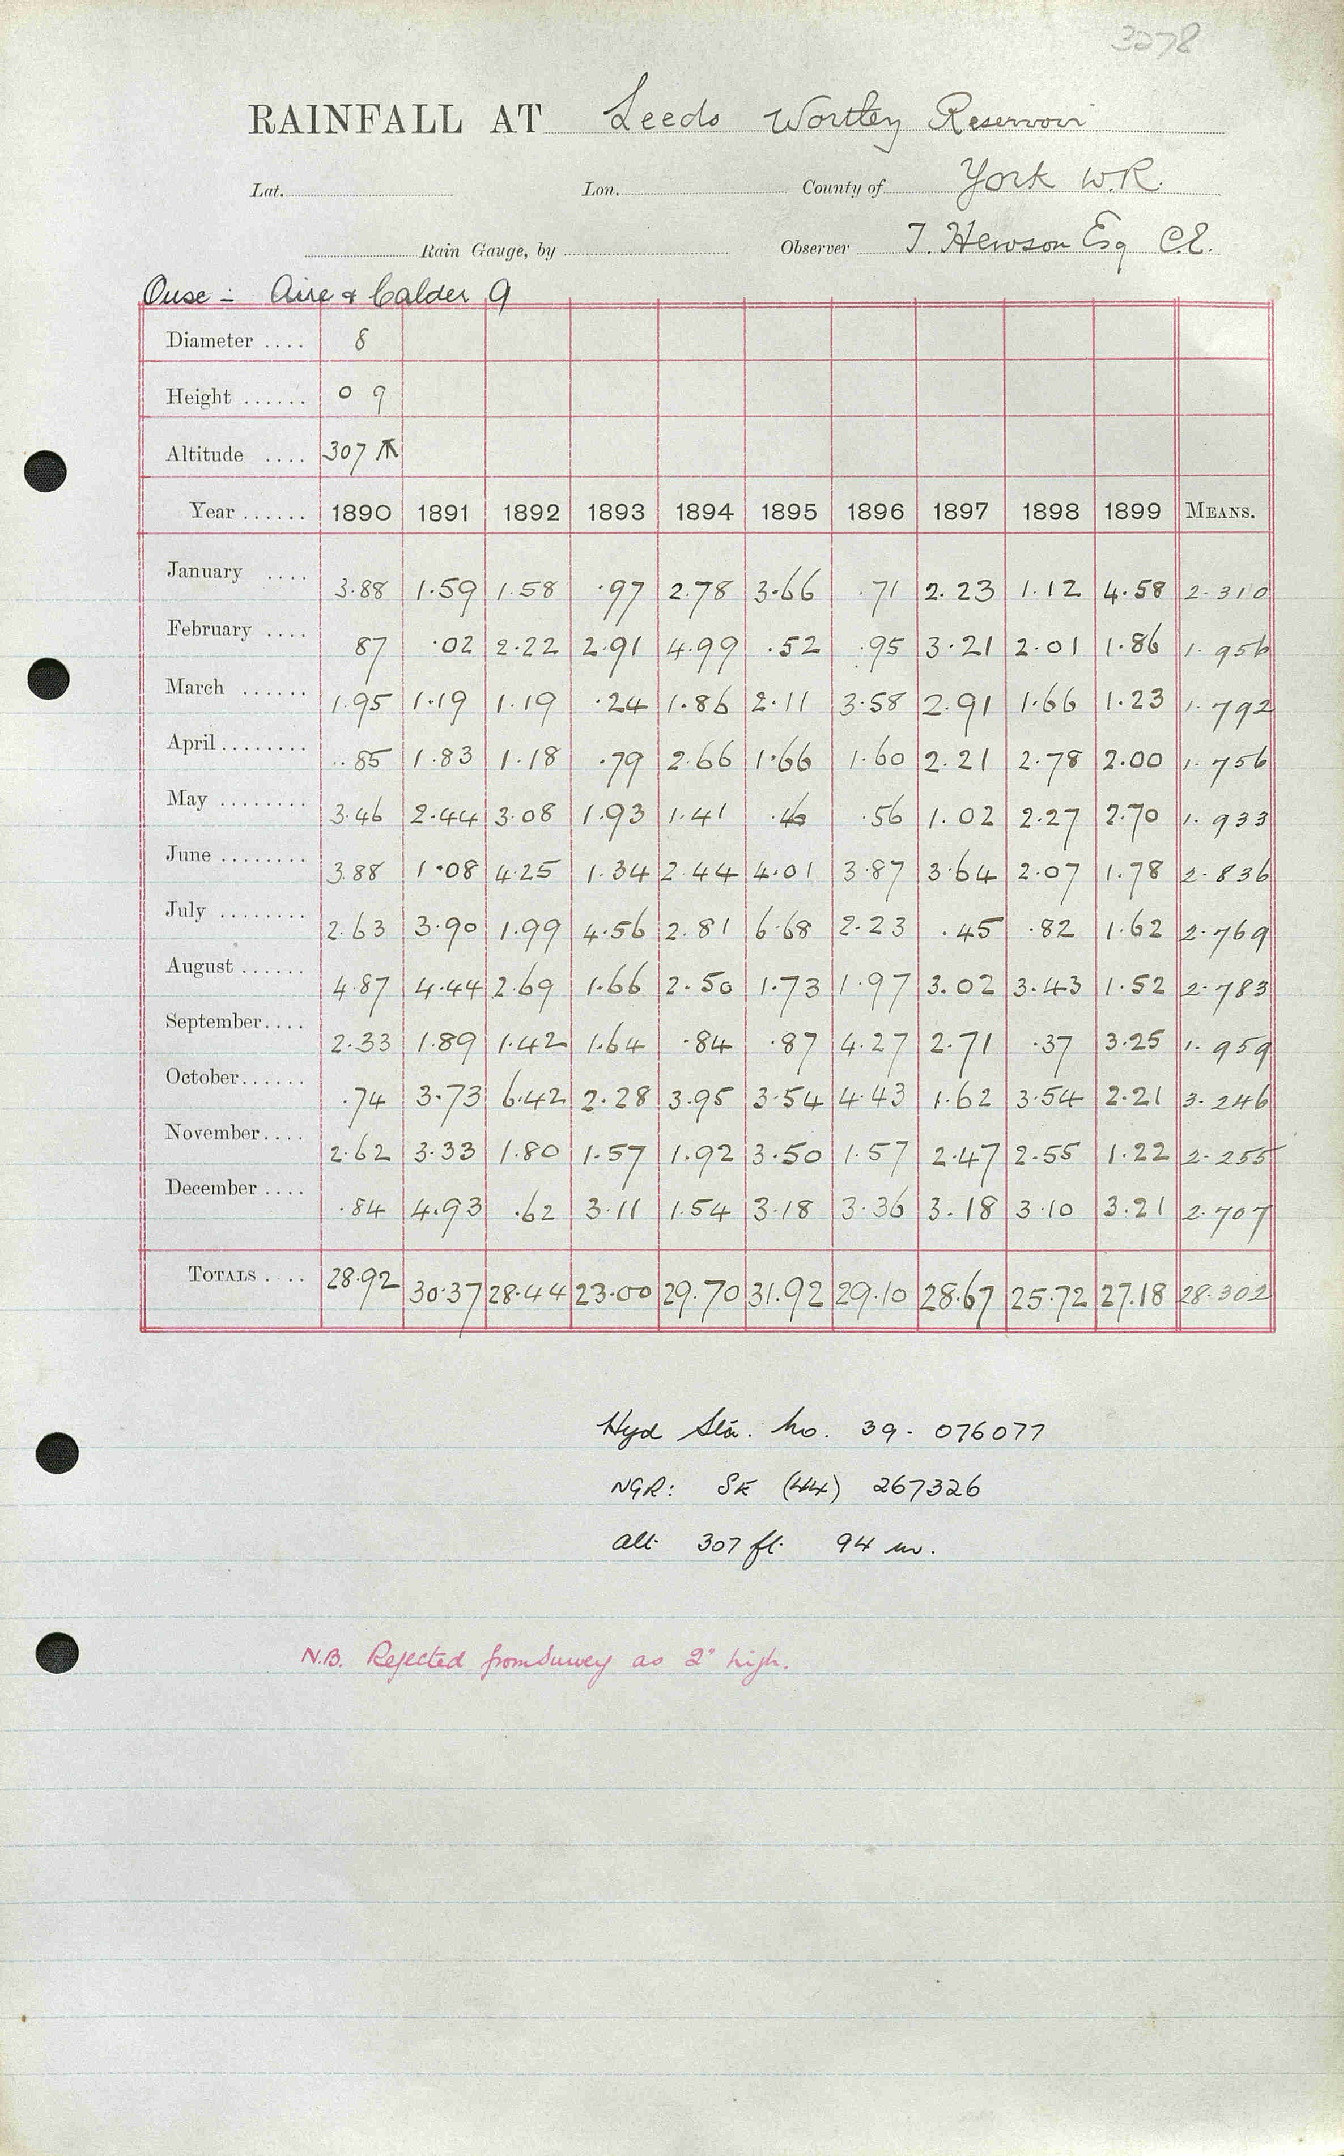 3278
RAINFALL AT Leeds Wortley Reservoir
Lat. Lon. County of York W.R.
Rain Gauge, by Observer T. Hewson Esq C.E.
Ouse - Aire & Calder 9
Diameter .... 8
Height ...... 0 9
Altitude .... 307
Year ...... 1890 1891 1892 1893 1894 1895 1896 1897 1898 1899 MEANS.
January .... 3.88 1.59 1.58 .97 2.78 3.66 .71 2.23 1.12 4.58 2.310
February .... 87 .02 2.22 2.91 4.99 .52 .95 3.21 2.01 1.86 1.956
March ...... 1.95 1.19 1.19 .24 1.86 2.11 3.58 2.91 1.66 1.23 1.792
April ........ .85 1.83 1.18 .79 2.66 1.66 1.60 2.21 2.78 2.00 1.756
May ........ 3.46 2.44 3.08 1.93 1.41 .46 .56 1.02 2.27 2.70 1.933
June ........ 3.88 1.08 4.25 1.34 2.44 4.01 3.87 3.64 2.07 1.78 2.836
July ........ 2.63 3.90 1.99 4.56 2.81 6.68 2.23 .45 .82 1.62 2.769
August ...... 4.87 4.44 2.69 1.66 2.50 1.73 1.97 3.02 3.43 1.52 2.783
September .... 2.33 1.89 1.42 1.64 .84 .87 4.27 2.71 .37 3.25 1.959
October ...... .74 3.73 6.42 2.28 3.95 3.54 4.43 1.62 3.54 2.21 3.246
November .... 2.62 3.33 1.80 1.57 1.92 3.50 1.57 2.47 2.55 1.22 2.255
December .... .84 4.93 .62 3.11 1.54 3.18 3.36 3.18 3.10 3.21 2.707
TOTALS .... 28.92 30.37 28.44 23.00 29.70 31.92 29.10 28.67 25.72 27.18 28.302
Hyd Sta. No. 39 - 076077
NGR: SE (44) 267326
Alt 307 ft. 94 m.
N.B. Rejected from Survey as 2" high.